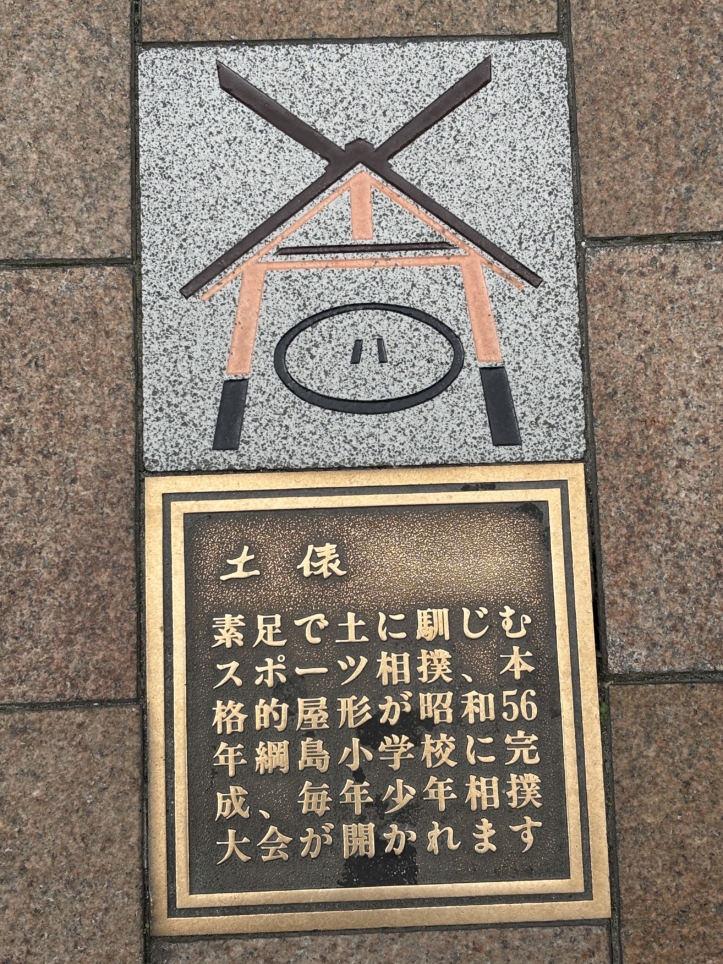 土俵
素足で土に馴じむ
スポーツ相撲、本
格的屋形が昭和56
年綱島小学校に完
成、毎年少年相撲
大会が開かれます